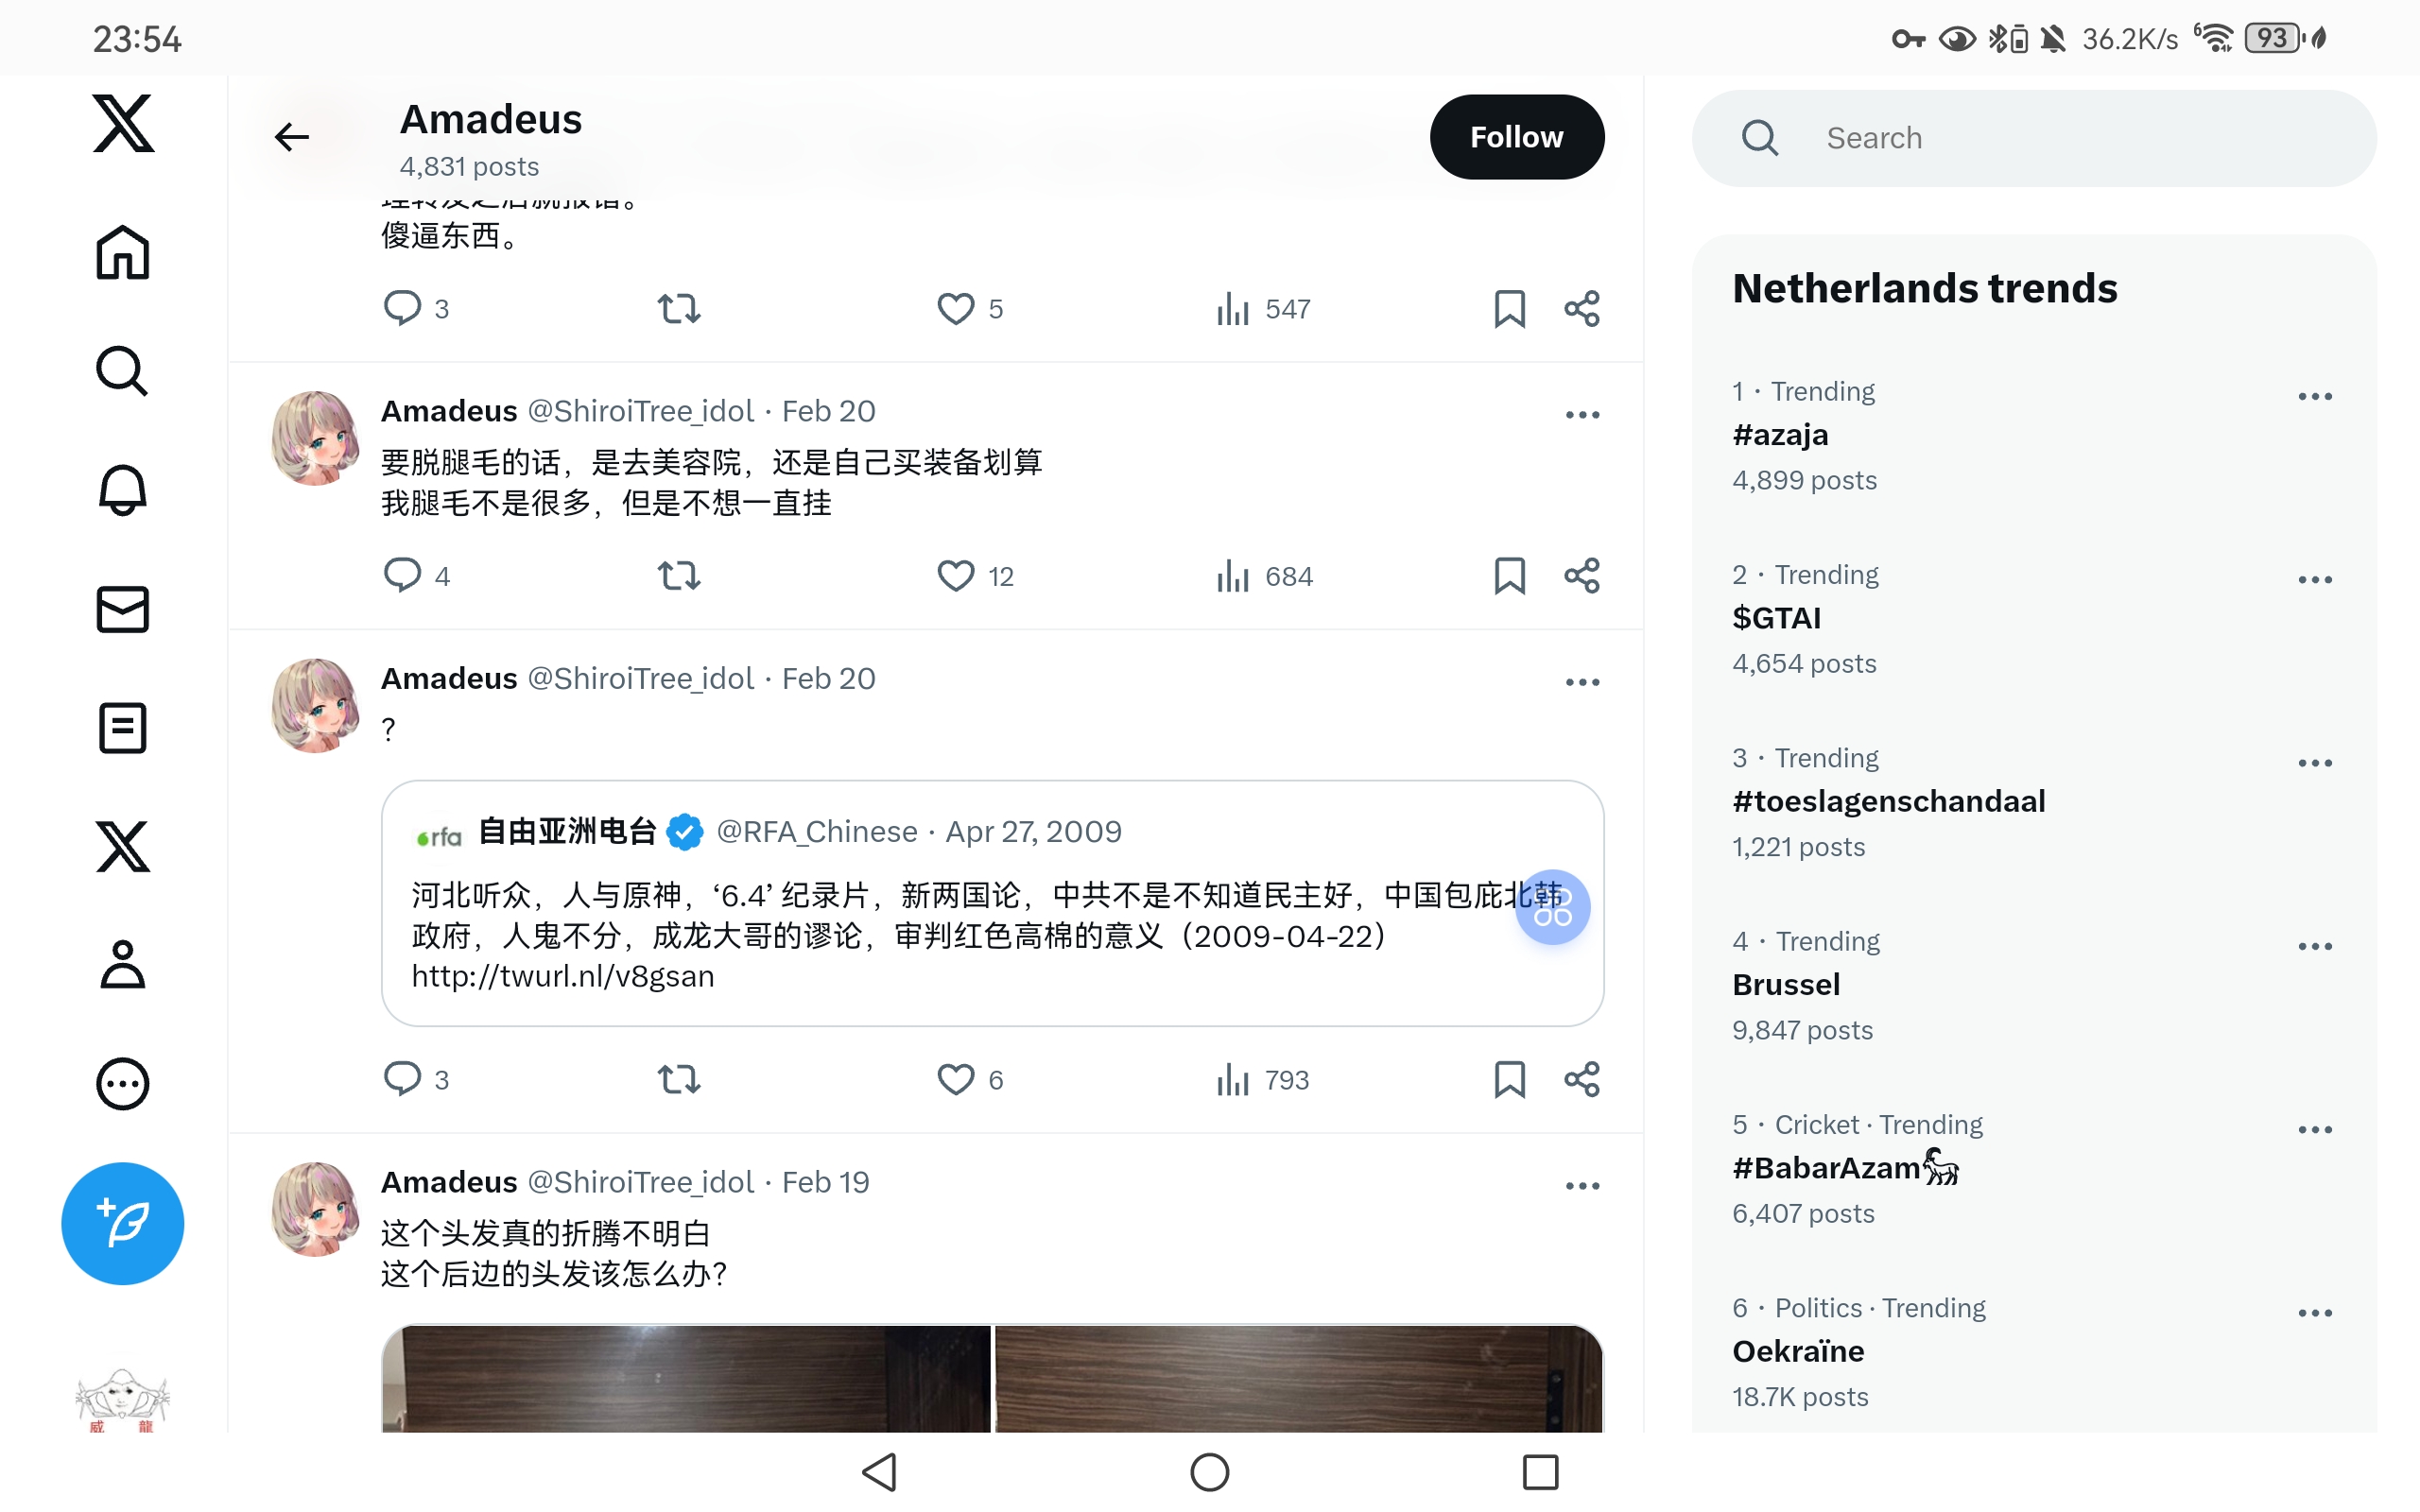 23:54
36.2K/s
6
93
Amadeus
4,831 posts
Follow
理转发之后就报错。
傻逼东西。
3
5
547
Amadeus @ShiroiTree_idol · Feb 20
要脱腿毛的话，是去美容院，还是自己买装备划算
我腿毛不是很多，但是不想一直挂
4
12
684
Amadeus @ShiroiTree_idol · Feb 20
?
rfa
自由亚洲电台 @RFA_Chinese · Apr 27, 2009
河北听众，人与原神，‘6.4’ 纪录片，新两国论，中共不是不知道民主好，中国包庇北韩
政府，人鬼不分，成龙大哥的谬论，审判红色高棉的意义（2009-04-22）
http://twurl.nl/v8gsan
3
6
793
Amadeus @ShiroiTree_idol · Feb 19
这个头发真的折腾不明白
这个后边的头发该怎么办?
Search
Netherlands trends
1 · Trending
#azaja
4,899 posts
2 · Trending
$GTAI
4,654 posts
3 · Trending
#toeslagenschandaal
1,221 posts
4 · Trending
Brussel
9,847 posts
5 · Cricket · Trending
#BabarAzam🐐
6,407 posts
6 · Politics · Trending
Oekraïne
18.7K posts
威 龍